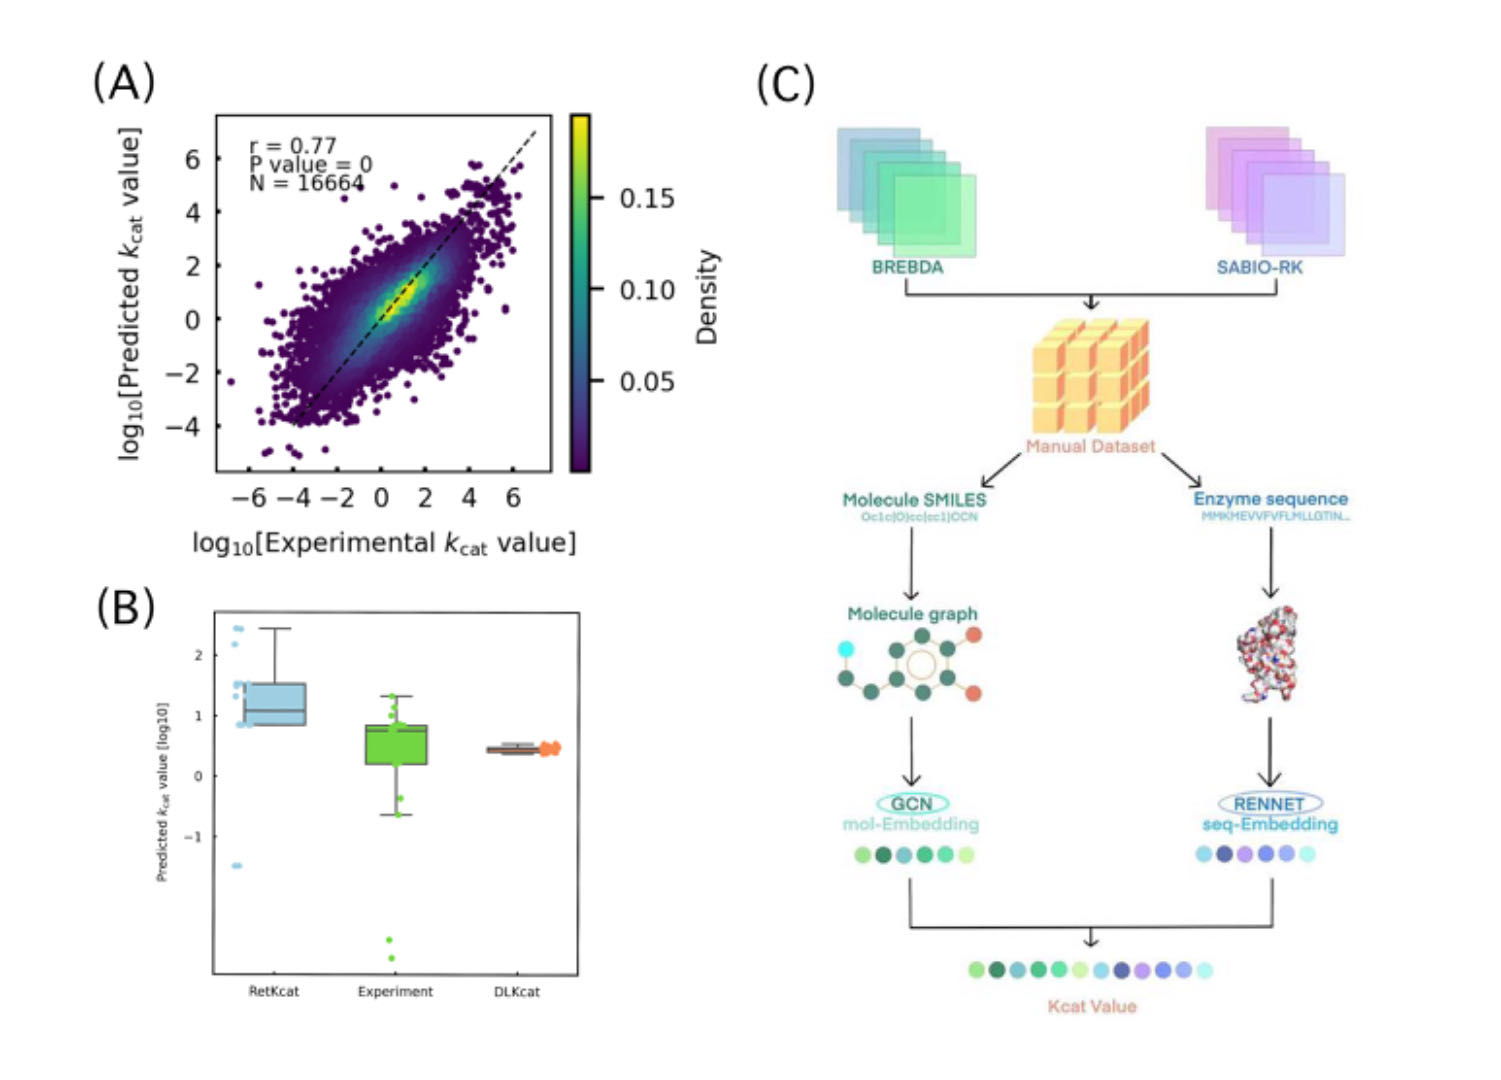 (A)
r = 0.77
P value = 0
N = 16664
log10[Predicted kcat value]
6
4
2
0
−2
−4
−6 −4 −2 0 2 4 6
log10[Experimental kcat value]
0.15
0.10
0.05
Density
(B)
Predicted kcat value [log10]
2
1
0
−1
RetKcat Experiment DLKcat
(C)
BREBDA SABIO-RK
Manual Dataset
Molecule SMILES Enzyme sequence
Oc1c(O)cc(cc1)CCN MMKMEVVFVFLMLLGTIN...
Molecule graph
GCN RENNET
mol-Embedding seq-Embedding
Kcat Value